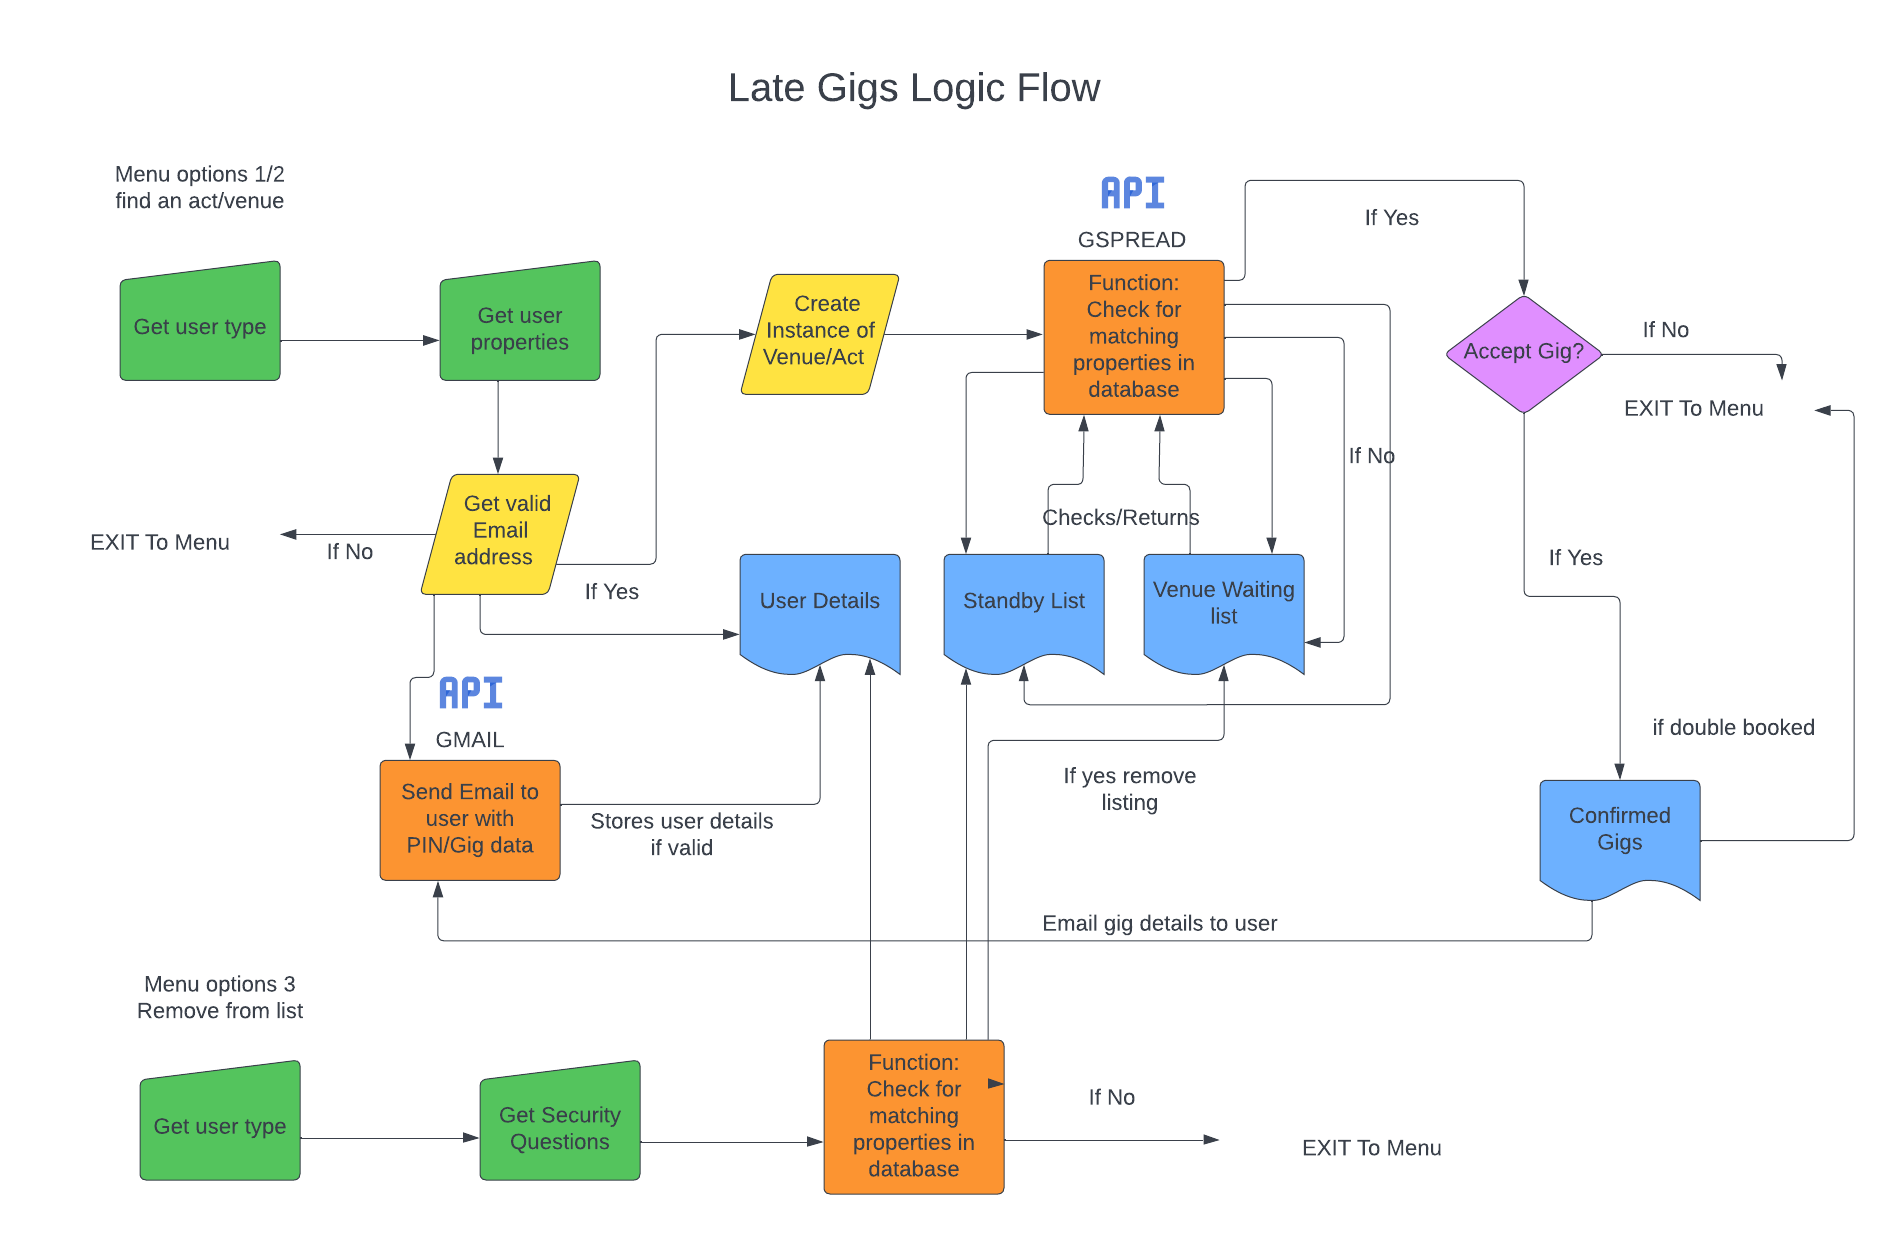 Late Gigs Logic Flow
Menu options 1/2
find an act/venue
API
GSPREAD
If Yes
Get user type
Get user
properties
Create
Instance of
Venue/Act
Function:
Check for
matching
properties in
database
Accept Gig?
If No
EXIT To Menu
If No
Get valid
Email
address
EXIT To Menu
If No
If Yes
Checks/Returns
If Yes
User Details
Standby List
Venue Waiting
list
API
GMAIL
if double booked
Send Email to
user with
PIN/Gig data
Stores user details
if valid
If yes remove
listing
Confirmed
Gigs
Email gig details to user
Menu options 3
Remove from list
Get user type
Get Security
Questions
Function:
Check for
matching
properties in
database
If No
EXIT To Menu